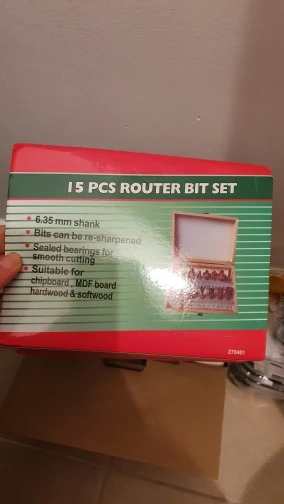 15 PCS ROUTER BIT SET
• 6.35 mm shank
• Bits can be re-sharpened
• Sealed bearings for
smooth cutting
• Suitable for
chipboard, MDF board
hardwood & softwood
270401